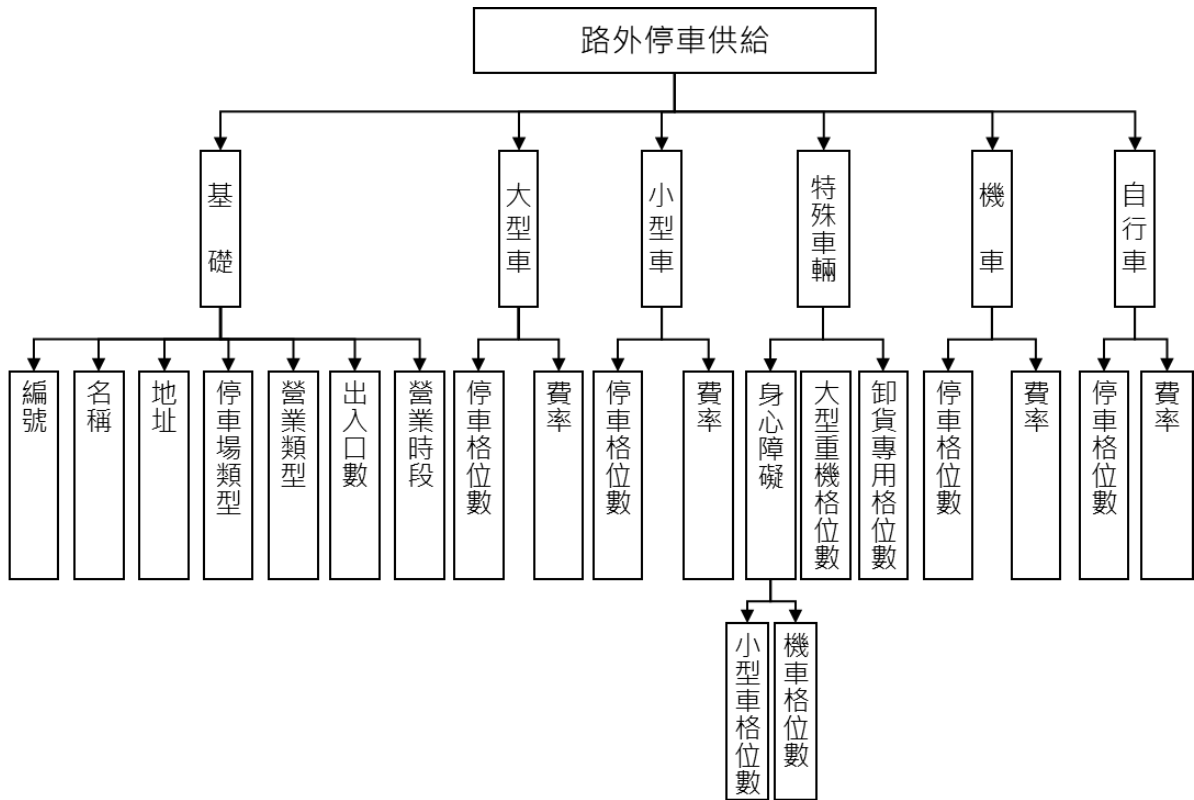 路外停車供給
基礎
大型車
小型車
特殊車輛
機車
自行車
編號
名稱
地址
停車場類型
營業類型
出入口數
營業時段
停車格位數
費率
停車格位數
費率
身心障礙
大型重機格位數
卸貨專用格位數
停車格位數
費率
停車格位數
費率
小型車格位數
機車格位數